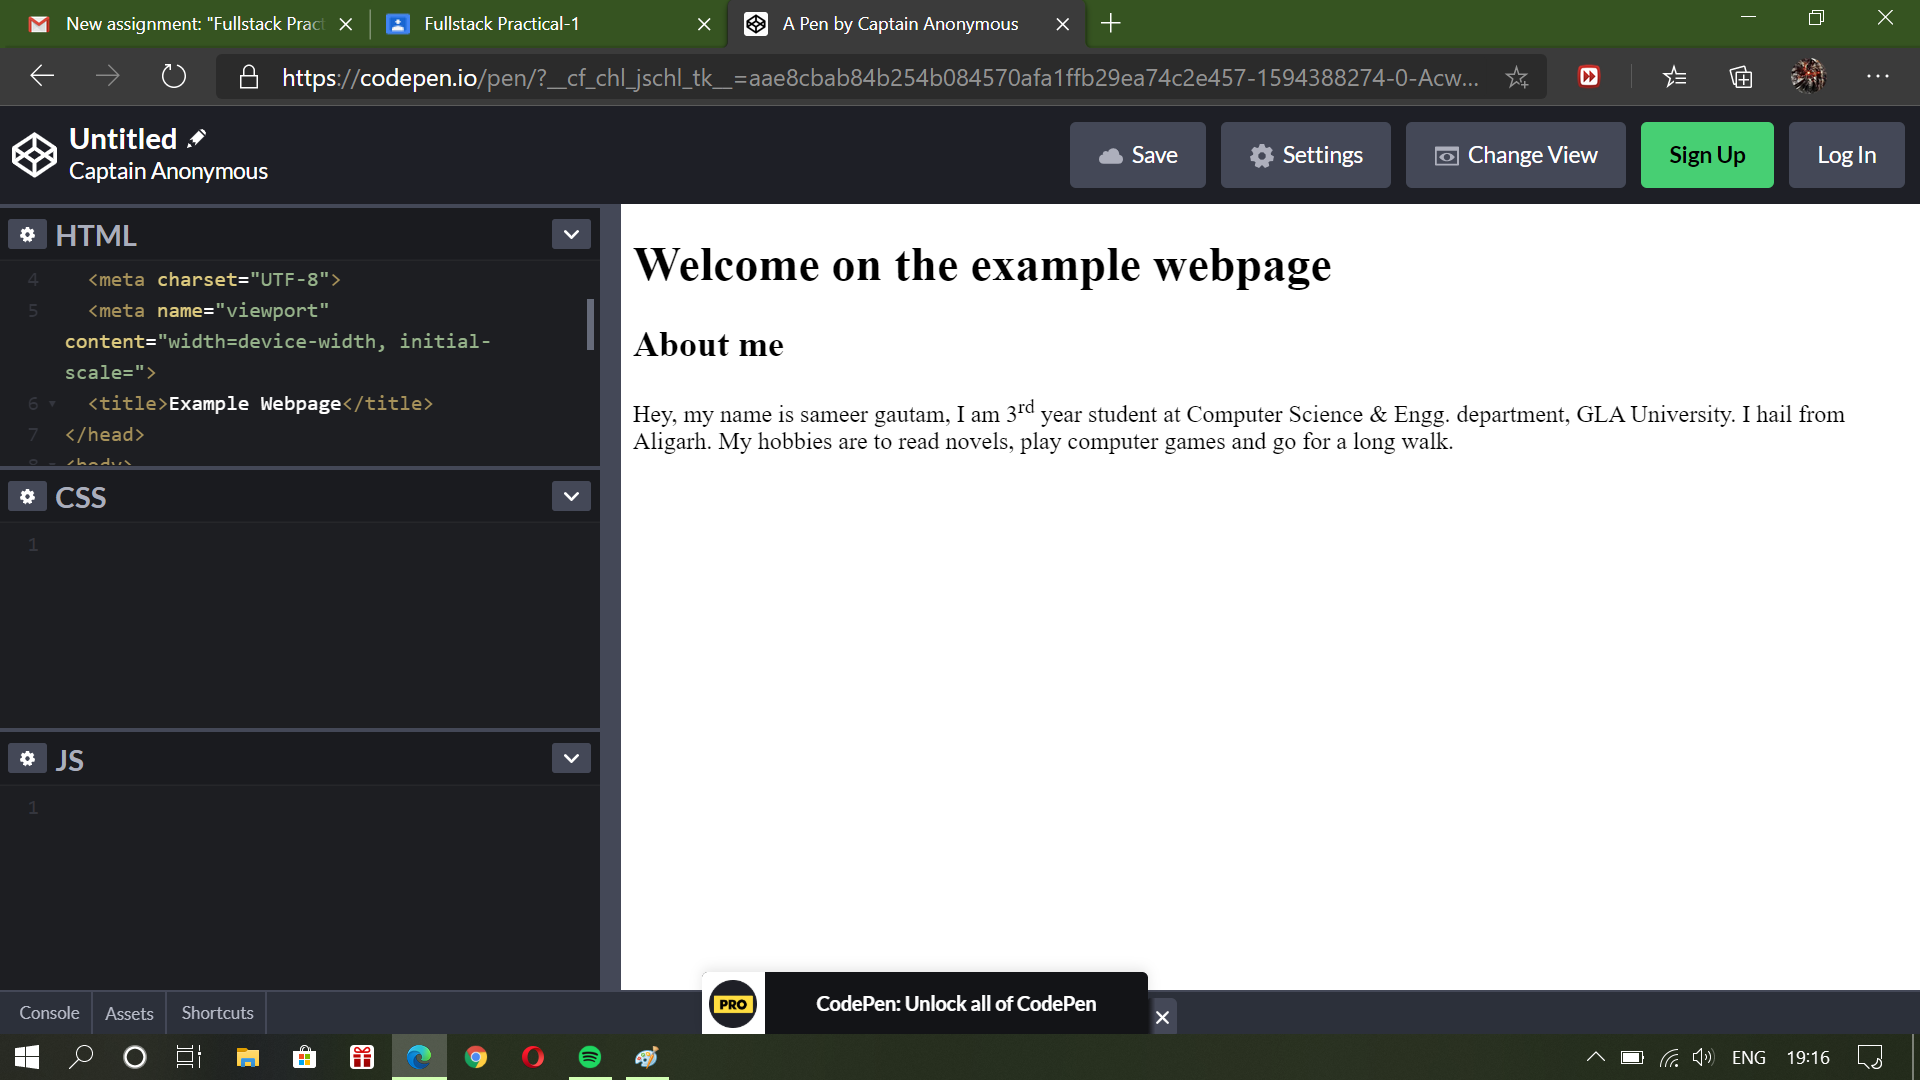 New assignment: "Fullstack Pract
Fullstack Practical-1
A Pen by Captain Anonymous
https://codepen.io/pen/?__cf_chl_jschl_tk__=aae8cbab84b254b084570afa1ffb29ea74c2e457-1594388274-0-Acw...
Untitled
Captain Anonymous
Save
Settings
Change View
Sign Up
Log In
HTML
4 <meta charset="UTF-8">
5 <meta name="viewport"
content="width=device-width, initial-
scale=">
6 <title>Example Webpage</title>
7 </head>
8 <body>
CSS
1
JS
1
Welcome on the example webpage
About me
Hey, my name is sameer gautam, I am 3rd year student at Computer Science & Engg. department, GLA University. I hail from
Aligarh. My hobbies are to read novels, play computer games and go for a long walk.
Console
Assets
Shortcuts
PRO
CodePen: Unlock all of CodePen
ENG
19:16